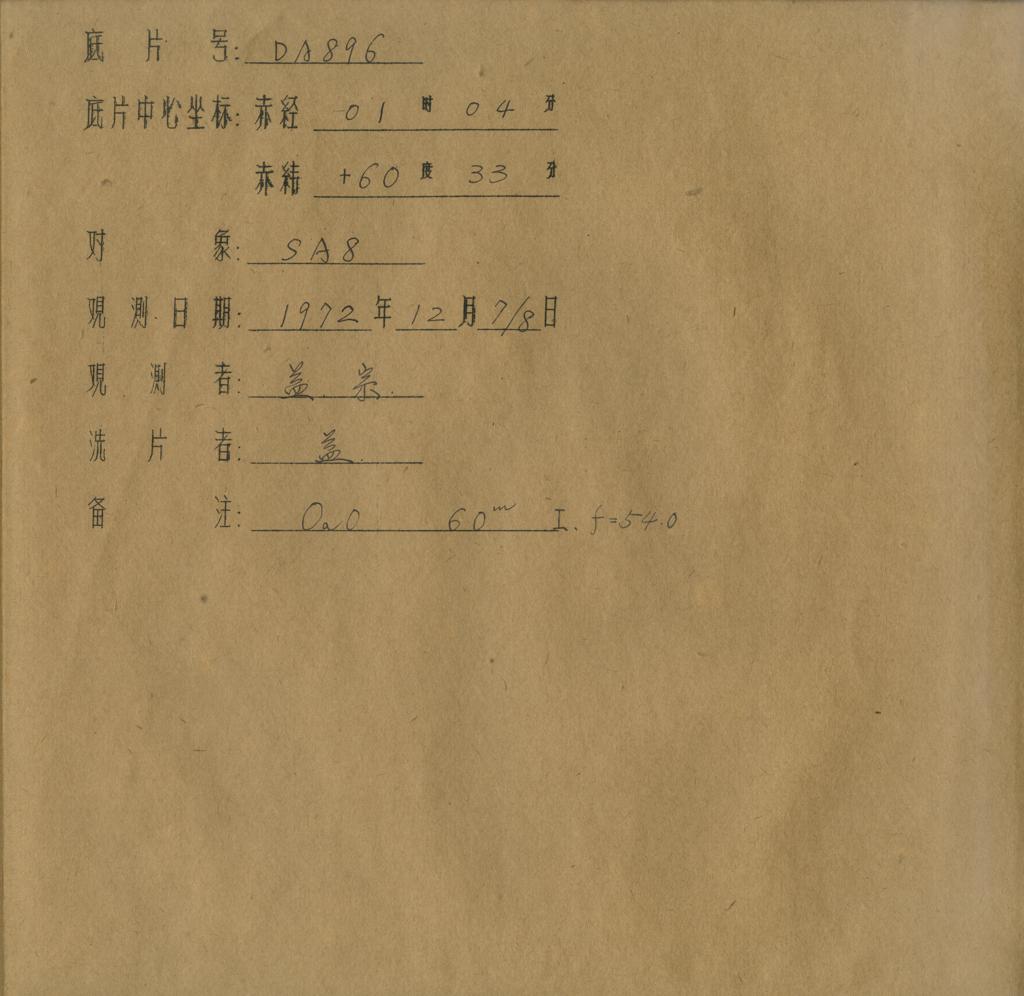 底片号: DA896
底片中心坐标: 赤经 01 时 04 分
赤纬 +60 度 33 分
对象: SA8
观测日期: 1972 年 12 月 7/8 日
观测者: 益. 宗.
洗片者: 益.
备注: OaO 60ᵐ I. f=54.0